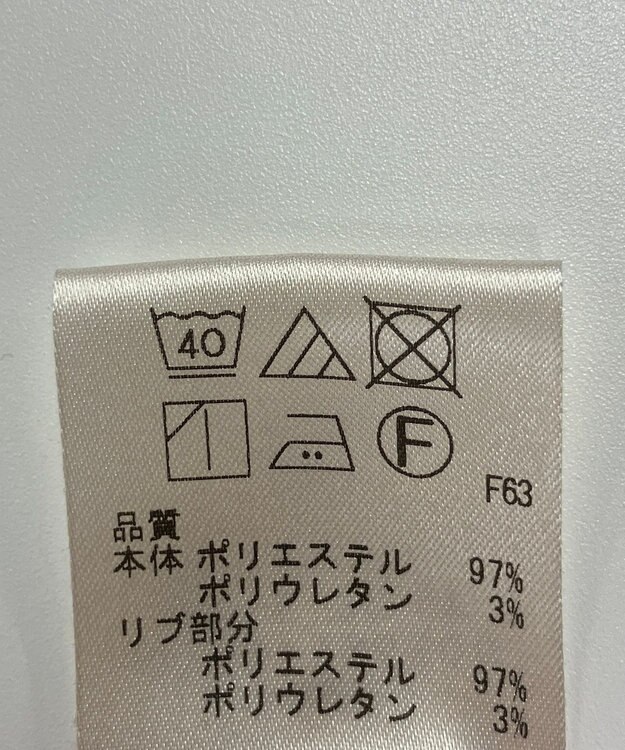 40
F
F63
品質
本体 ポリエステル 97%
ポリウレタン 3%
リブ部分
ポリエステル 97%
ポリウレタン 3%